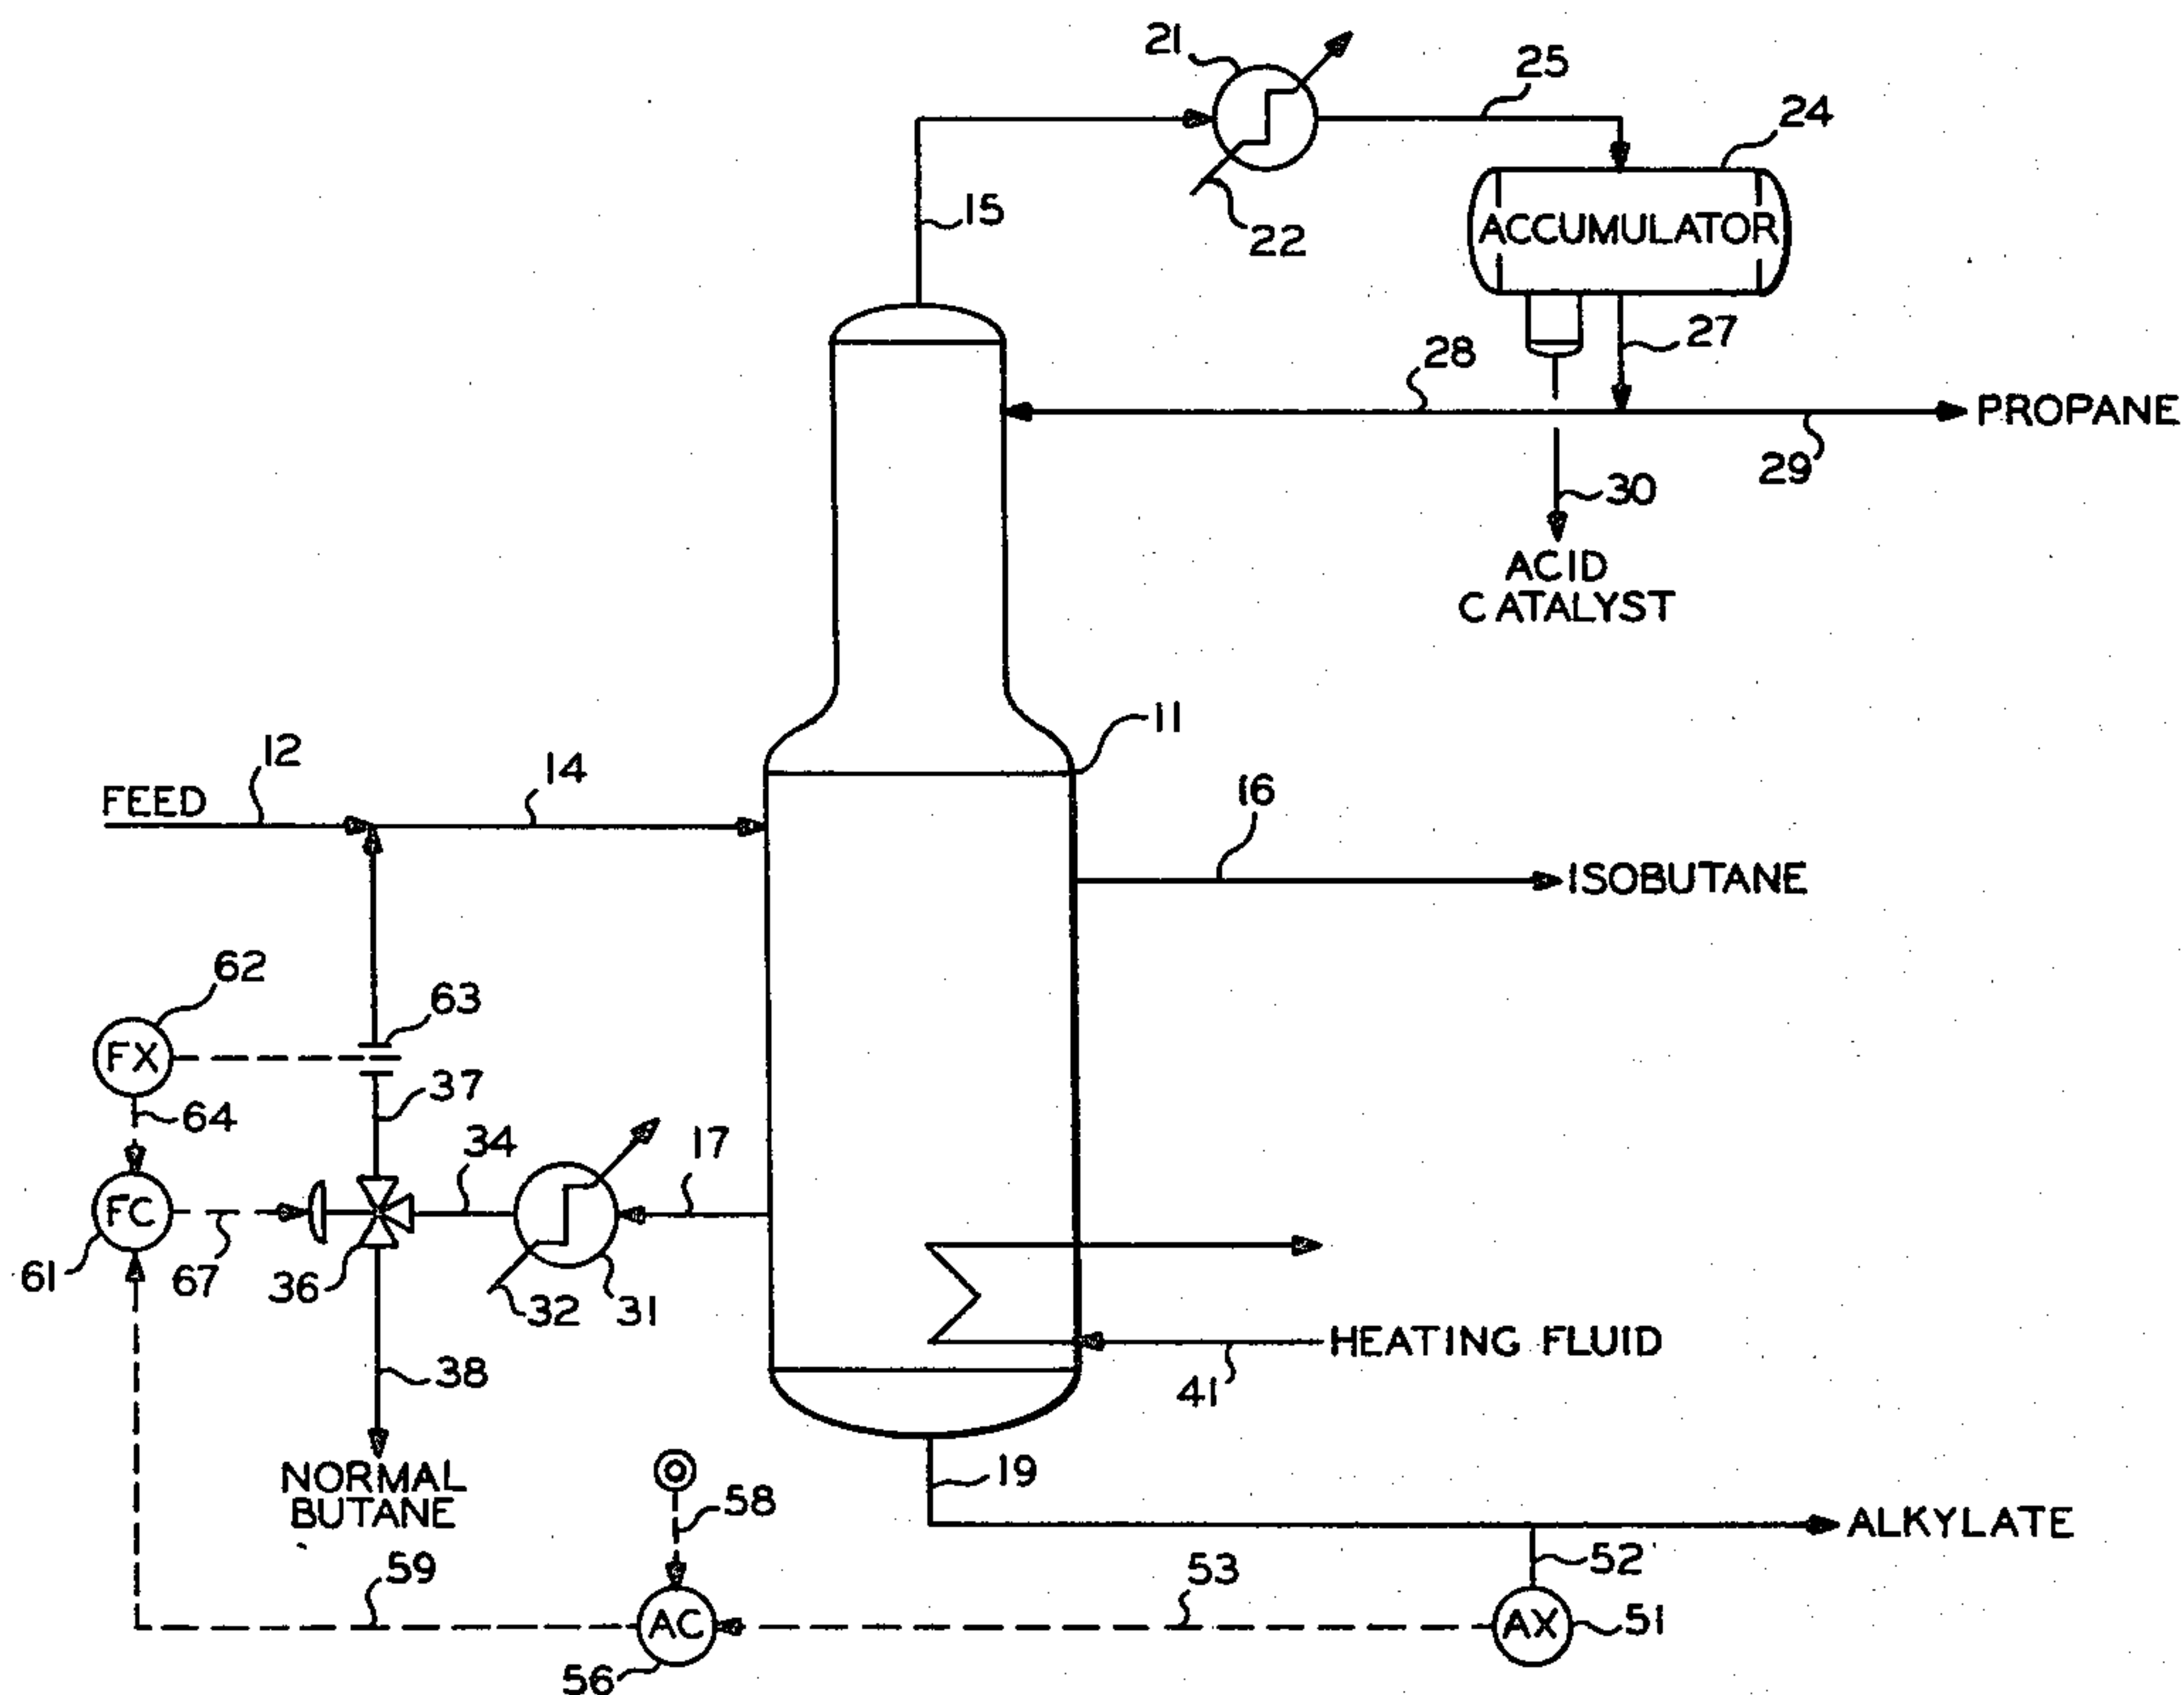 21
25
24
15
22
ACCUMULATOR
28
27
PROPANE
29
30
ACID
CATALYST
11
12
14
FEED
16
ISOBUTANE
62
63
FX
37
64
34
17
FC
61
67
36
32
31
HEATING FLUID
38
41
NORMAL
BUTANE
19
58
ALKYLATE
59
53
52
AC
AX
51
56